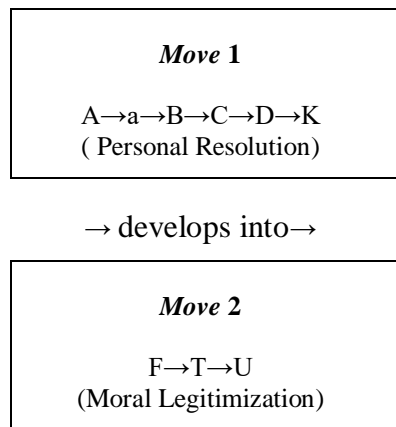 Move 1
A→a→B→C→D→K
( Personal Resolution)
→ develops into→
Move 2
F→T→U
(Moral Legitimization)